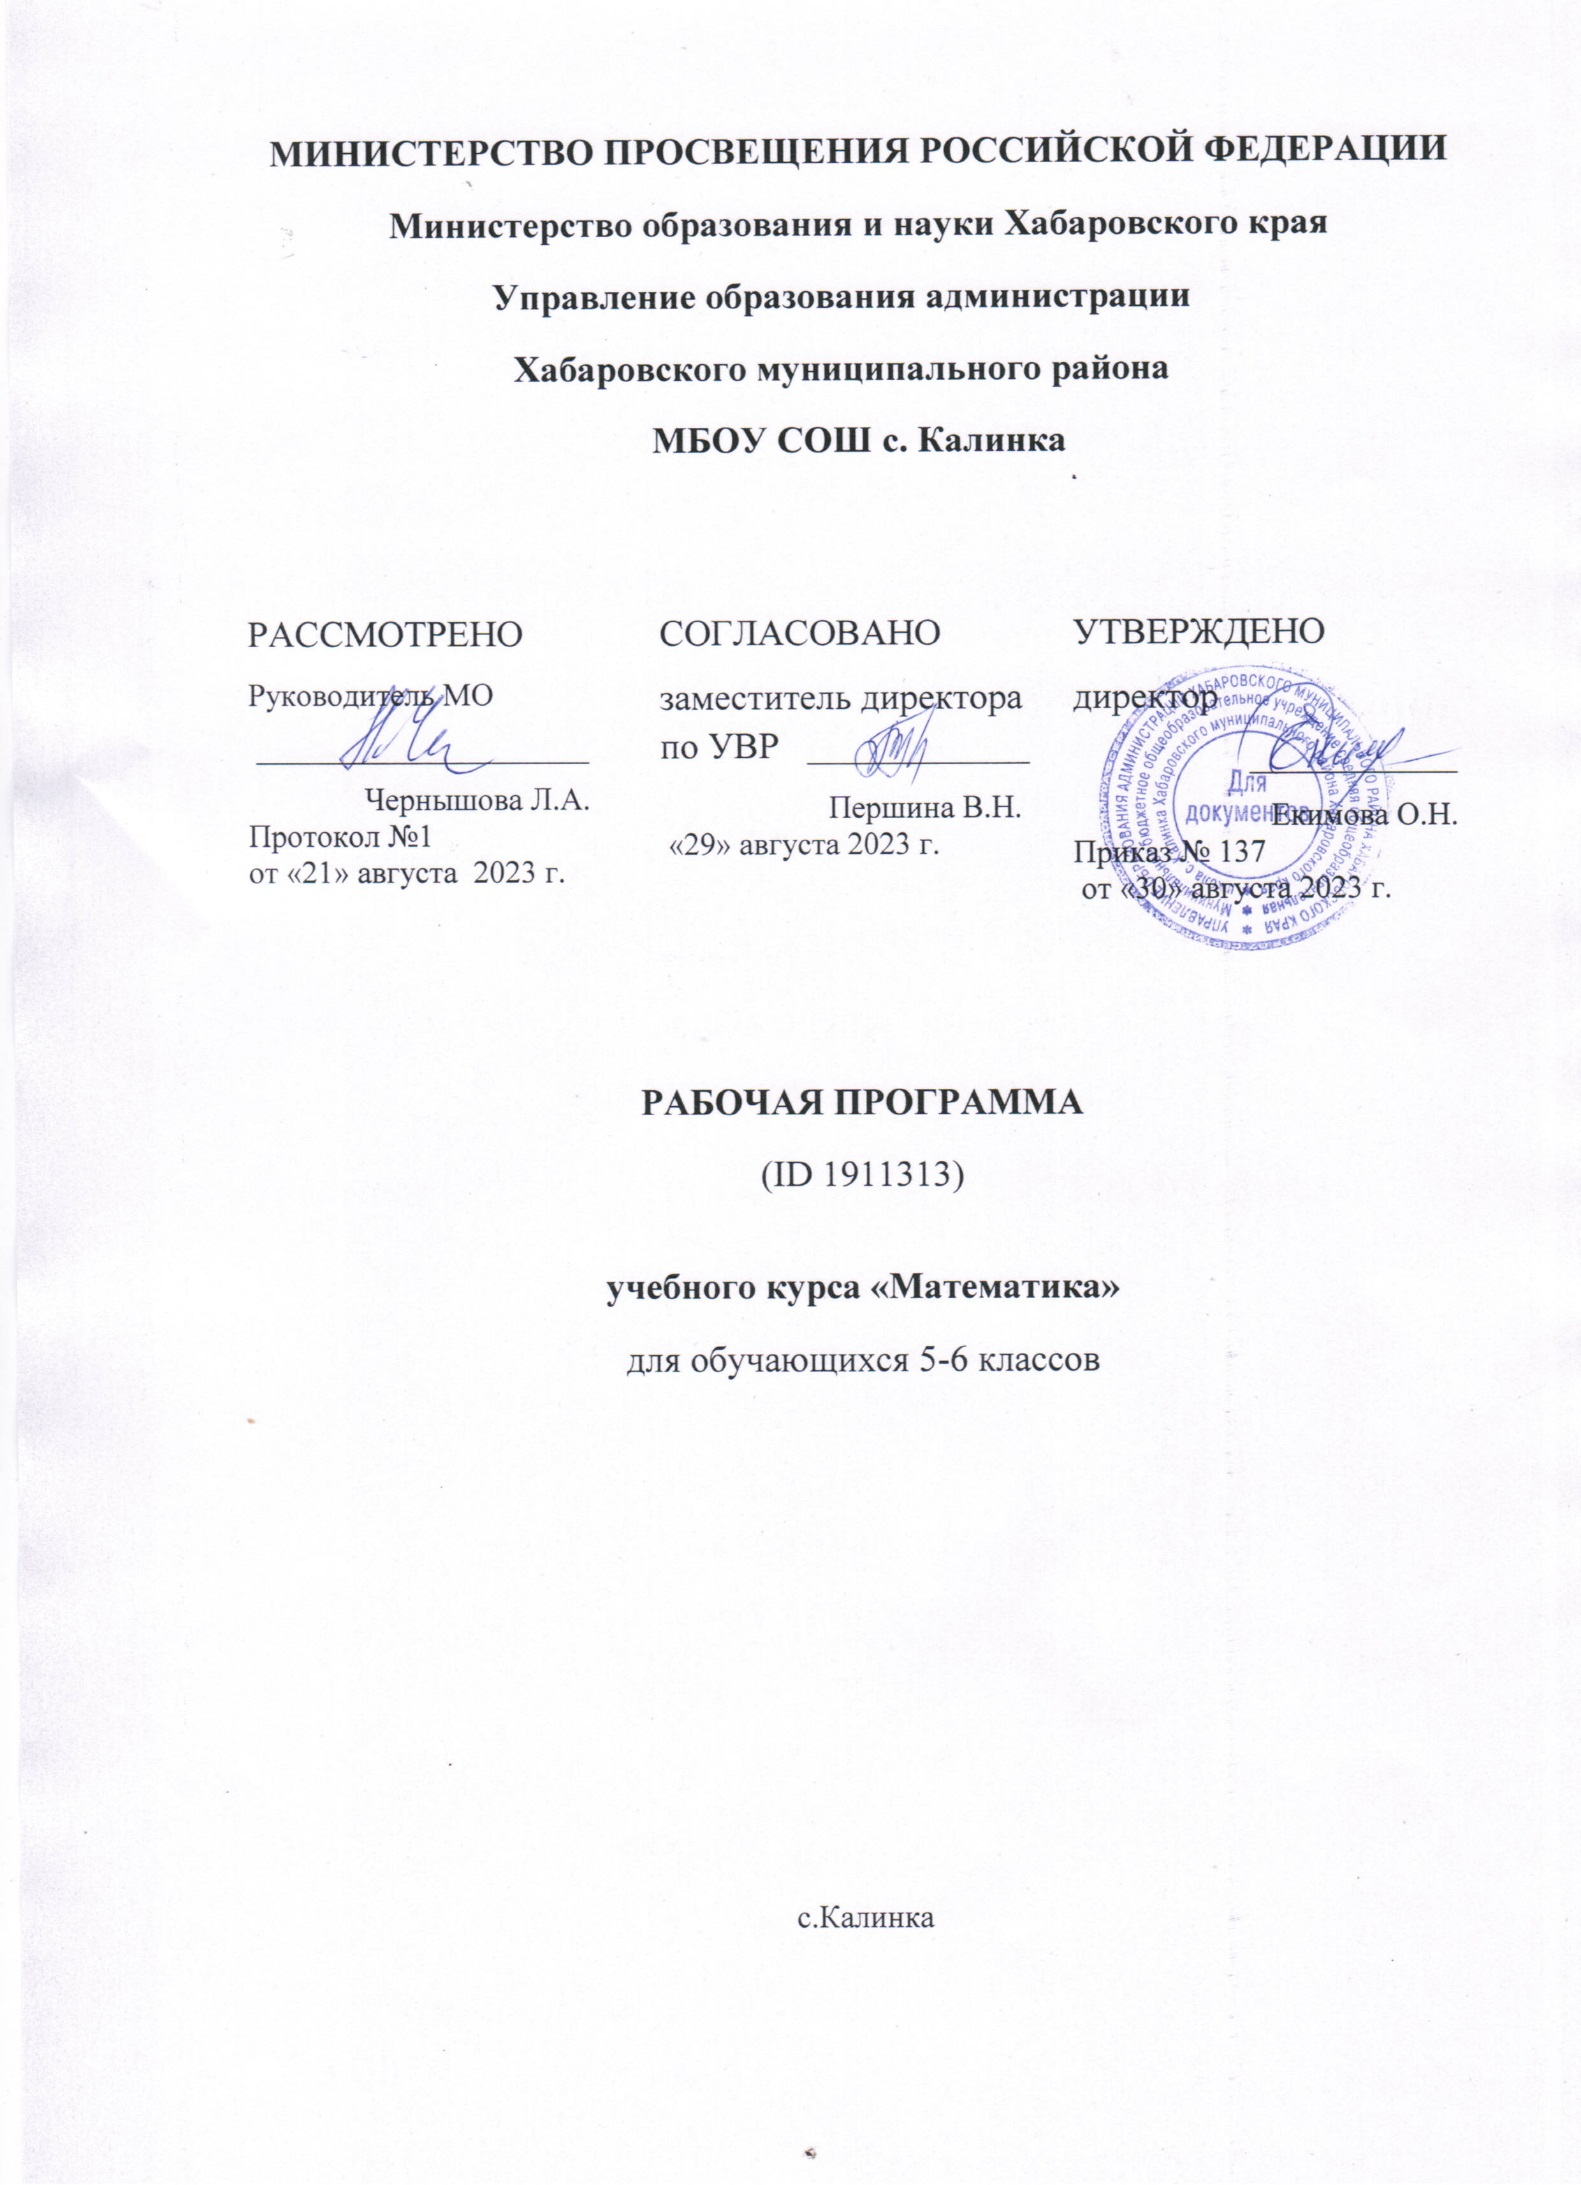 МИНИСТЕРСТВО ПРОСВЕЩЕНИЯ РОССИЙСКОЙ ФЕДЕРАЦИИ
Министерство образования и науки Хабаровского края
Управление образования администрации
Хабаровского муниципального района
МБОУ СОШ с. Калинка
РАССМОТРЕНО
Руководитель МО
Чернышова Л.А.
Протокол №1
от «21» августа 2023 г.
СОГЛАСОВАНО
заместитель директора
по УВР
Першина В.Н.
«29» августа 2023 г.
УТВЕРЖДЕНО
директор
Екимова О.Н.
Приказ № 137
от «30» августа 2023 г.
Для
документов
РАБОЧАЯ ПРОГРАММА
(ID 1911313)
учебного курса «Математика»
для обучающихся 5-6 классов
с.Калинка